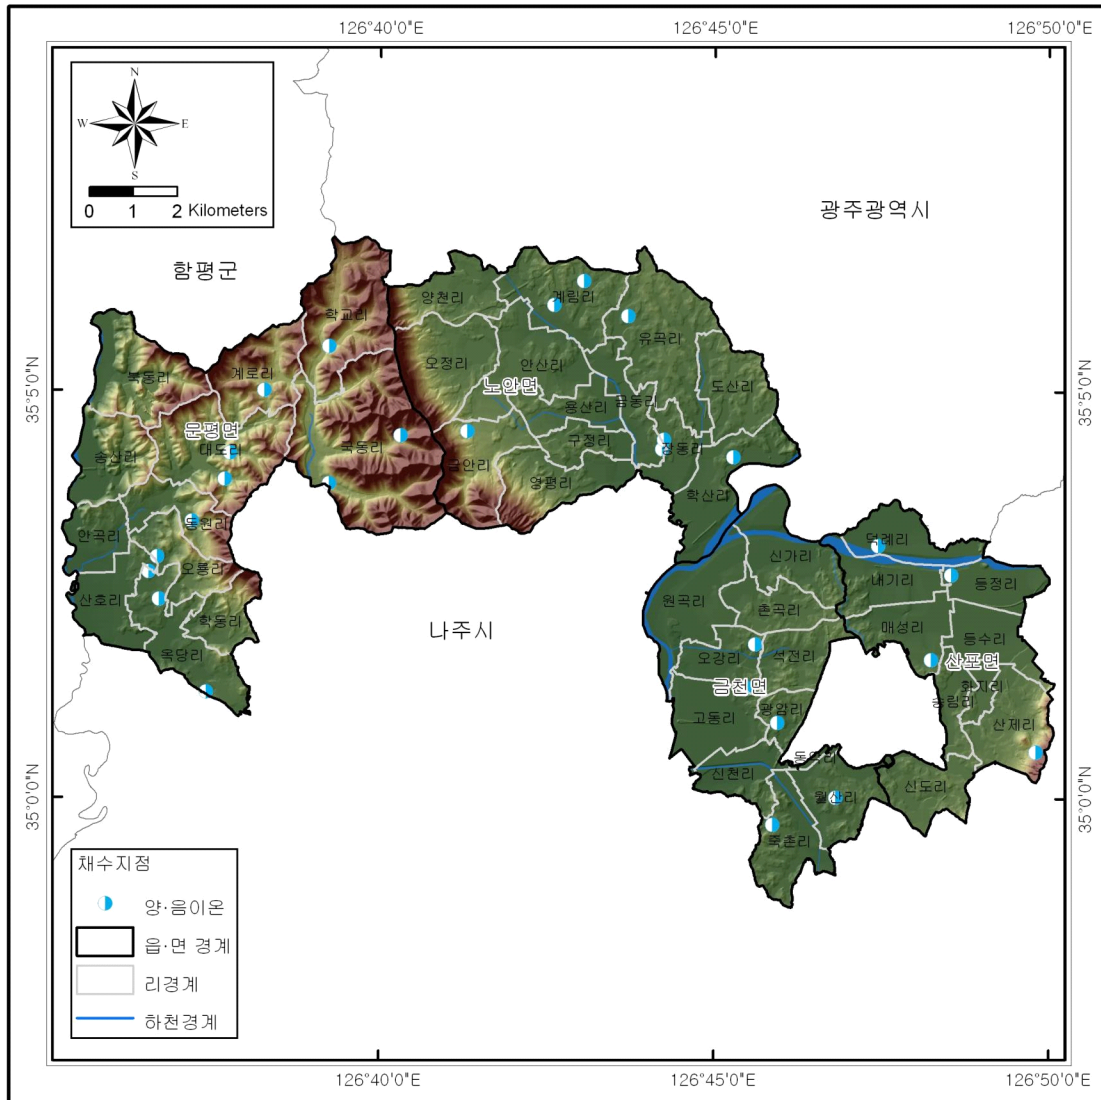 126°40'0"E 126°45'0"E 126°50'0"E
N
W E
S
0 1 2 Kilometers
광주광역시
함평군
학교리
양천리
계림리
유곡리
북동리
계로리
오정리
안산리
도산리
노안면
용산리
금동리
문평면
대도리
국동리
구정리
장동리
송산리
금안리
영평리
학산리
안곡리
동원리
신가리
덕례리
오룡리
내기리
등정리
산호리
원곡리
촌곡리
학동리
나주시
매성리
등수리
옥당리
오강리
석전리
산포면
금천면
화지리
송림리
고동리
광암리
산제리
동악리
신천리
월산리
신도리
죽촌리
35°5'0"N
35°5'0"N
35°0'0"N
35°0'0"N
채수지점
양·음이온
읍·면 경계
리경계
하천경계
126°40'0"E 126°45'0"E 126°50'0"E